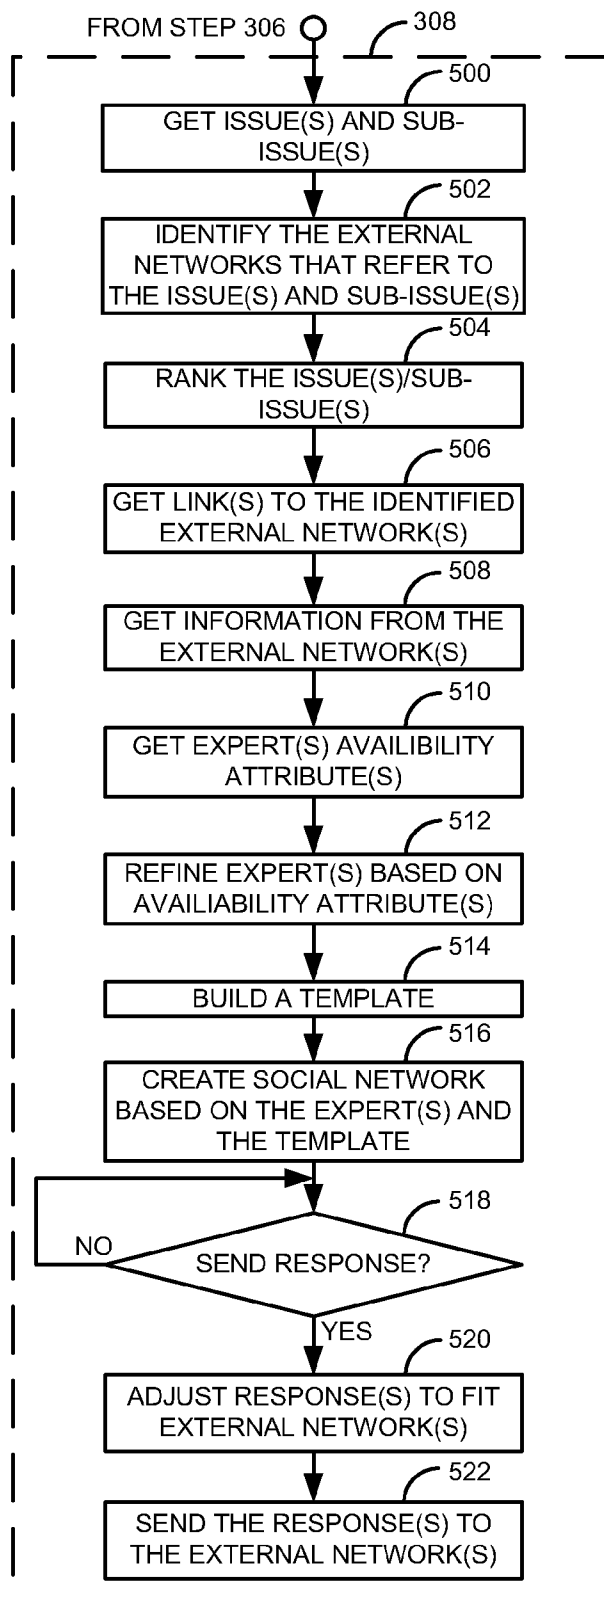 FROM STEP 306
308
500
GET ISSUE(S) AND SUB-
ISSUE(S)
502
IDENTIFY THE EXTERNAL
NETWORKS THAT REFER TO
THE ISSUE(S) AND SUB-ISSUE(S)
504
RANK THE ISSUE(S)/SUB-
ISSUE(S)
506
GET LINK(S) TO THE IDENTIFIED
EXTERNAL NETWORK(S)
508
GET INFORMATION FROM THE
EXTERNAL NETWORK(S)
510
GET EXPERT(S) AVAILIBILITY
ATTRIBUTE(S)
512
REFINE EXPERT(S) BASED ON
AVAILIABILITY ATTRIBUTE(S)
514
BUILD A TEMPLATE
516
CREATE SOCIAL NETWORK
BASED ON THE EXPERT(S) AND
THE TEMPLATE
518
NO
SEND RESPONSE?
YES
520
ADJUST RESPONSE(S) TO FIT
EXTERNAL NETWORK(S)
522
SEND THE RESPONSE(S) TO
THE EXTERNAL NETWORK(S)